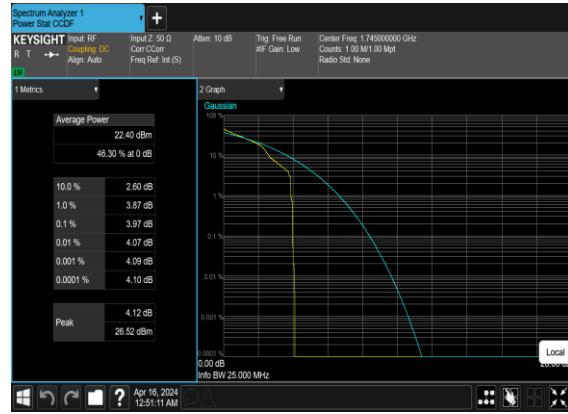 Spectrum Analyzer 1
Power Stat CCDF
+
KEYSIGHT
R T
LXI
Input: RF
Coupling: DC
Align: Auto
Input Z: 50 Ω
Corr CCorr
Freq Ref: Int (S)
Atten: 10 dB
Trig: Free Run
#IF Gain: Low
Center Freq: 1.745000000 GHz
Counts: 1.00 M/1.00 Mpt
Radio Std: None
1 Metrics
Average Power
22.40 dBm
46.30 % at 0 dB
10.0 % 2.60 dB
1.0 % 3.87 dB
0.1 % 3.97 dB
0.01 % 4.07 dB
0.001 % 4.09 dB
0.0001 % 4.10 dB
Peak
4.12 dB
26.52 dBm
2 Graph
Gaussian
100 %
10 %
1 %
0.1 %
0.01 %
0.001 %
0.0001 %
0.00 dB
Info BW 25.000 MHz
Local
?
Apr 16, 2024
12:51:11 AM